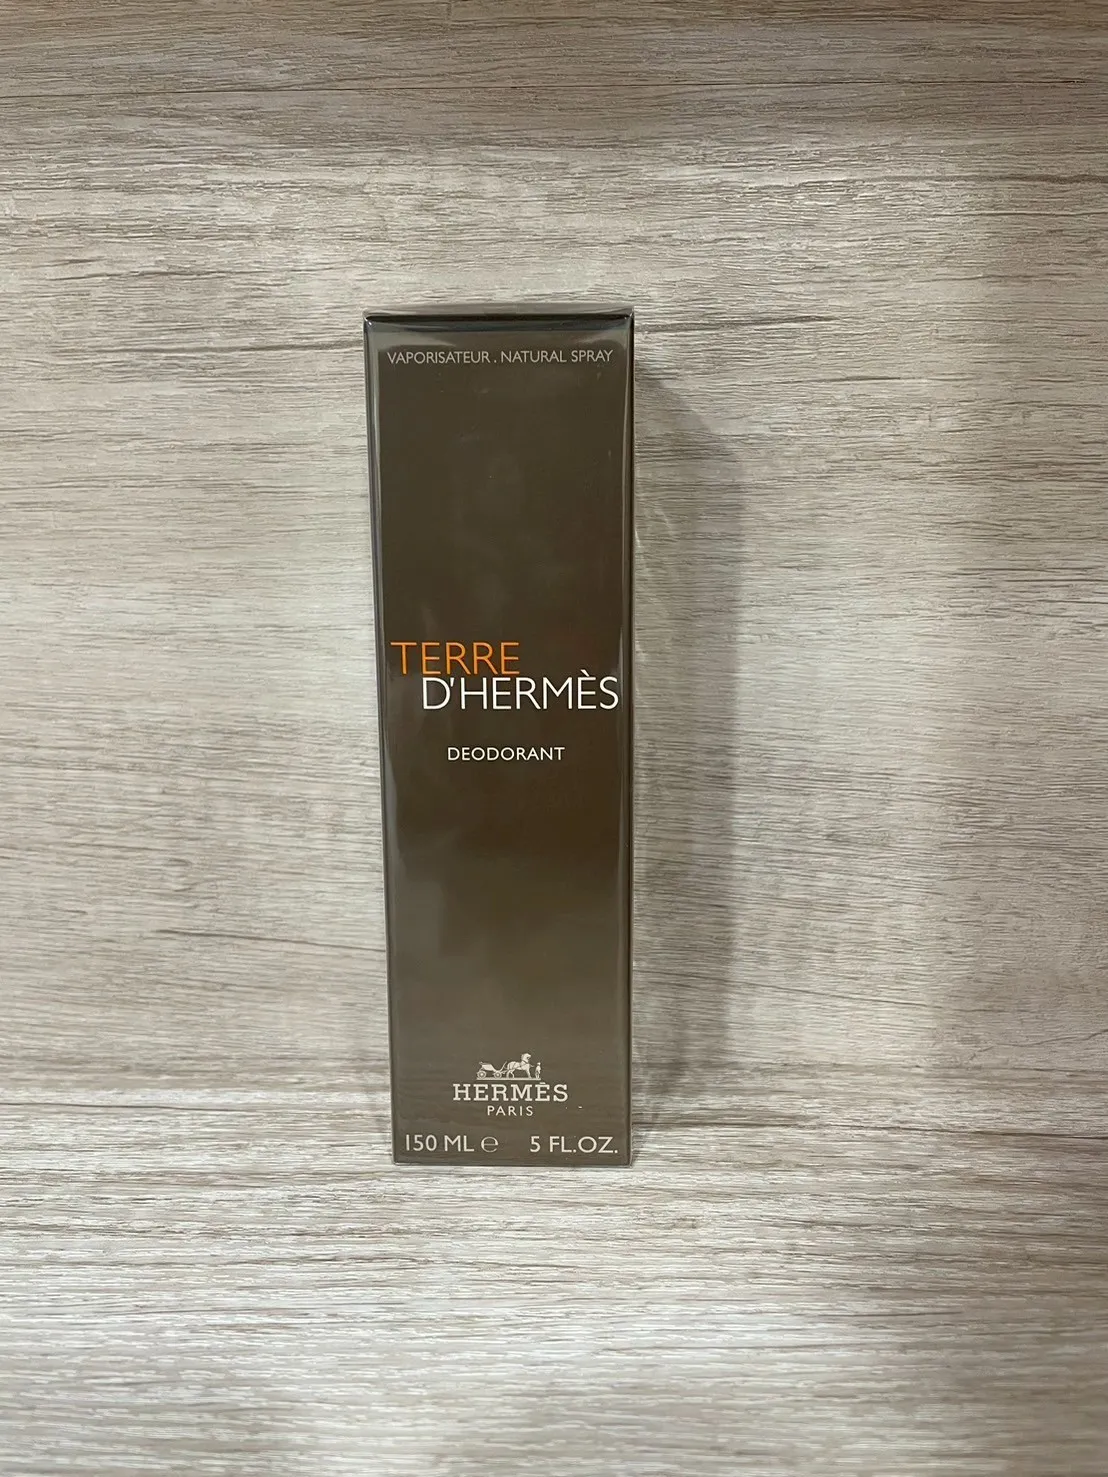 VAPORISATEUR . NATURAL SPRAY
TERRE
D'HERMÈS
DEODORANT
HERMÈS
PARIS
150 ML ℮ 5 FL.OZ.